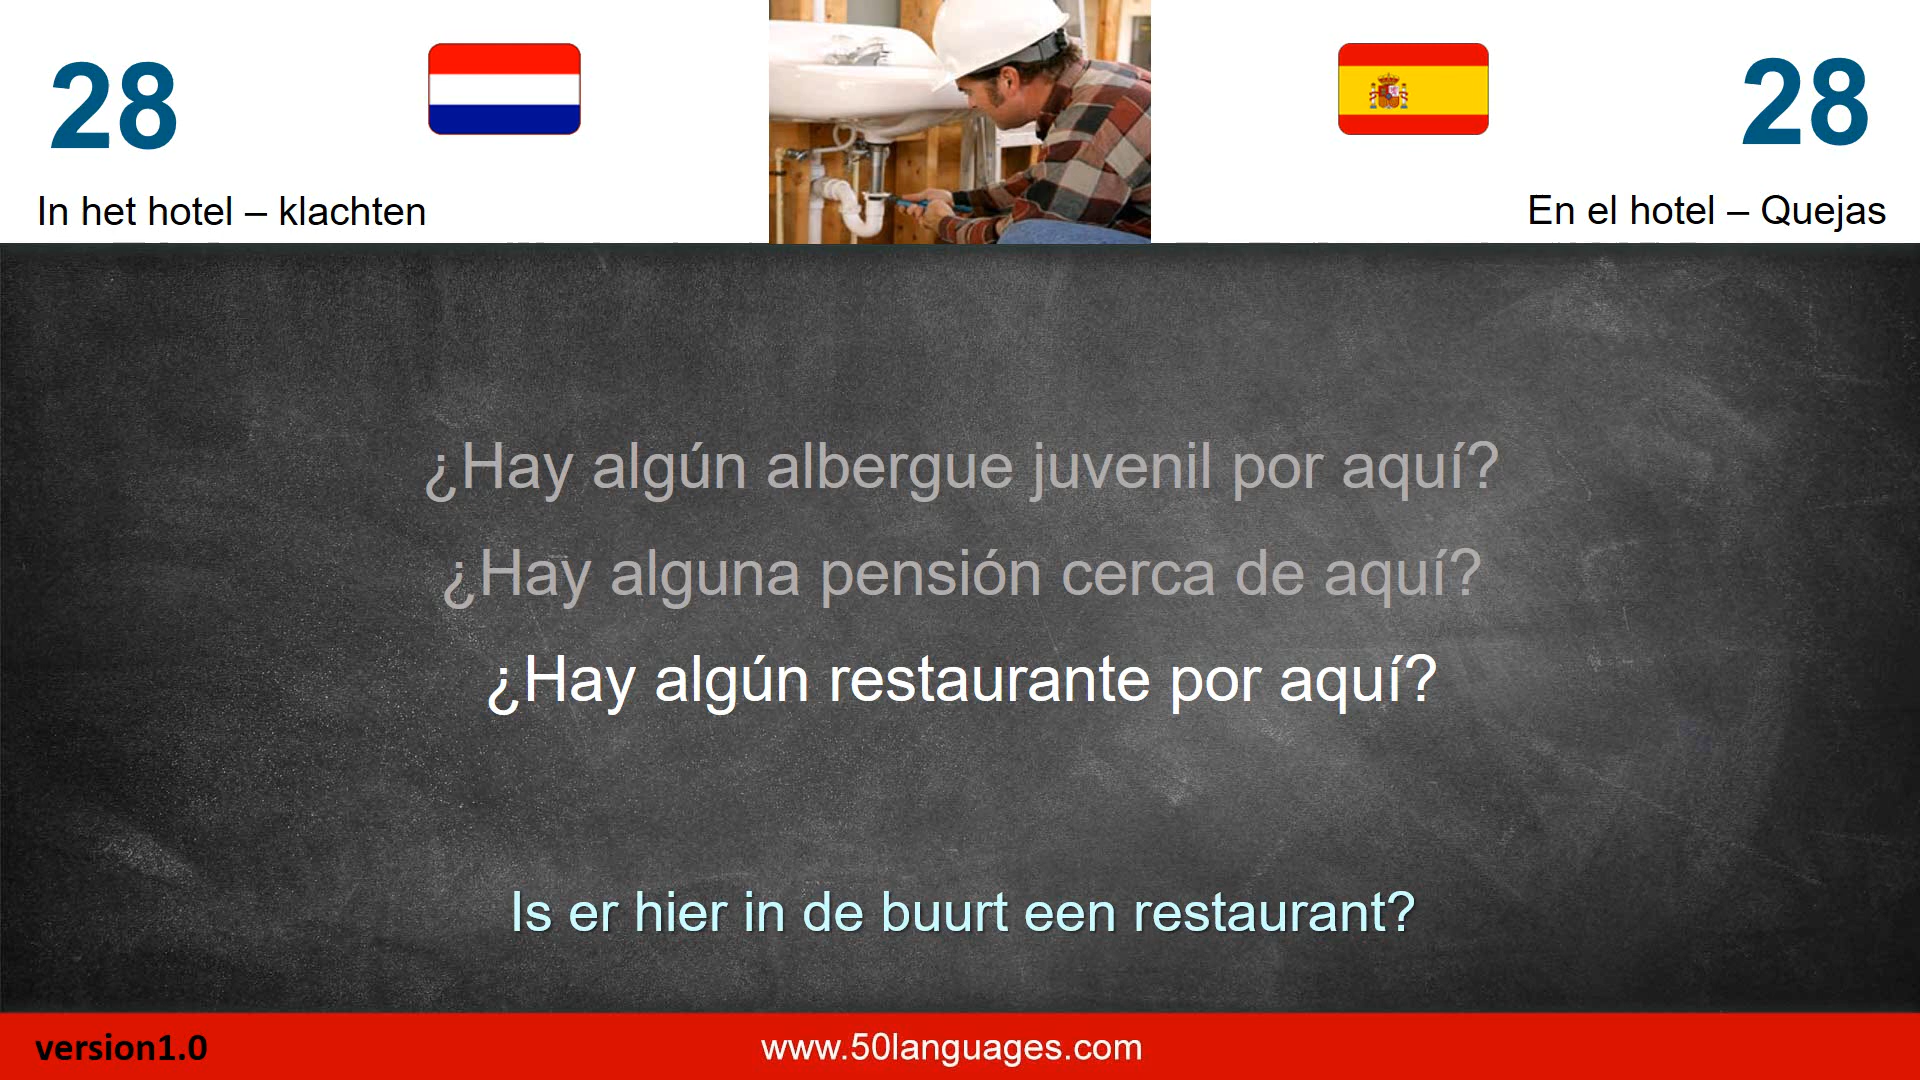 28
28
In het hotel – klachten
En el hotel – Quejas
¿Hay algún albergue juvenil por aquí?
¿Hay alguna pensión cerca de aquí?
¿Hay algún restaurante por aquí?
Is er hier in de buurt een restaurant?
version1.0
www.50languages.com